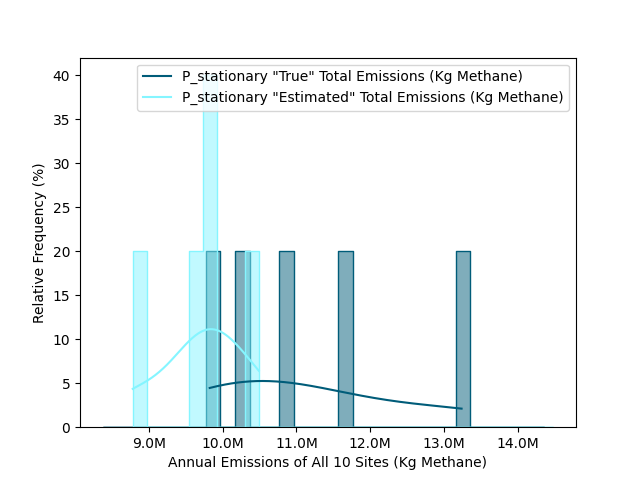 P_stationary "True" Total Emissions (Kg Methane)
P_stationary "Estimated" Total Emissions (Kg Methane)
40
35
30
25
20
15
10
5
0
Relative Frequency (%)
9.0M 10.0M 11.0M 12.0M 13.0M 14.0M
Annual Emissions of All 10 Sites (Kg Methane)